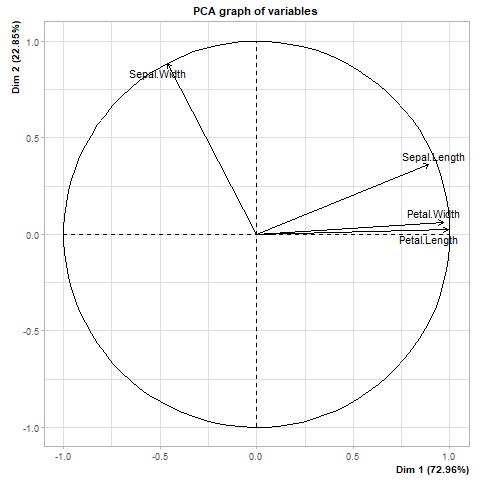 PCA graph of variables
Dim 2 (22.85%)
1.0
Sepal.Width
0.5
Sepal.Length
Petal.Width
0.0
Petal.Length
-0.5
-1.0
-1.0 -0.5 0.0 0.5 1.0
Dim 1 (72.96%)